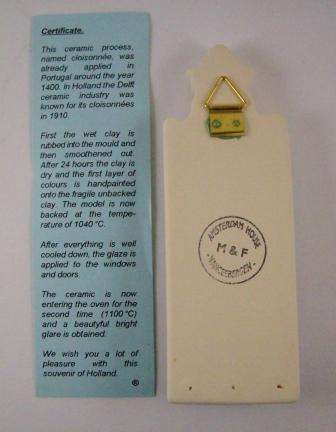 Certificate.
This ceramic process,
named cloisonnée, was
already applied in
Portugal around the year
1400. In Holland the Delft
ceramic industry was
known for its cloisonnées
in 1910.
First the wet clay is
rubbed into the mould and
then smoothened out.
After 24 hours the clay is
dry and the first layer of
colours is handpainted
onto the fragile unbacked
clay. The model is now
backed at the tempe-
rature of 1040 °C.
After everything is well
cooled down, the glaze is
applied to the windows
and doors.
The ceramic is now
entering the oven for the
second time (1100 °C)
and a beautyful bright
glare is obtained.
We wish you a lot of
pleasure with this
souvenir of Holland.
®
AMSTERDAM HOUSE
M & F